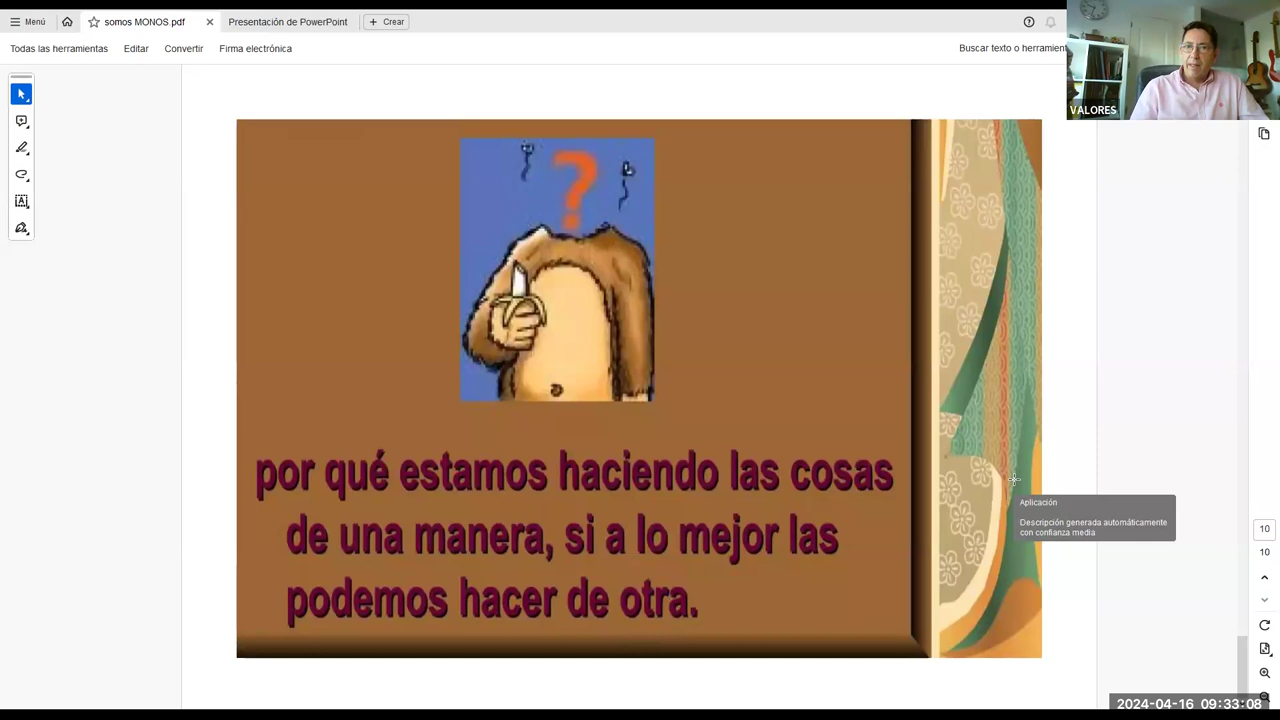 Menú
somos MONOS.pdf
Presentación de PowerPoint
Crear
Todas las herramientas
Editar
Convertir
Firma electrónica
Buscar texto o herramient
VALORES
?
por qué estamos haciendo las cosas
de una manera, si a lo mejor las
podemos hacer de otra.
Aplicación
Descripción generada automáticamente
con confianza media
10
10
2024-04-16 09:33:08